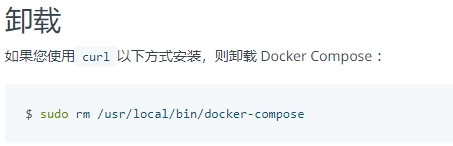 卸载
如果您使用 curl 以下方式安装，则卸载 Docker Compose：
$ sudo rm /usr/local/bin/docker-compose